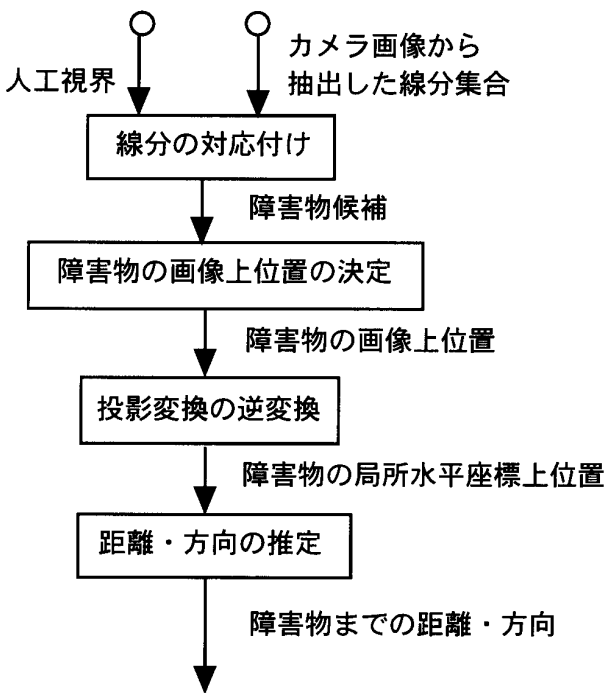 人工視界
カメラ画像から
抽出した線分集合
線分の対応付け
障害物候補
障害物の画像上位置の決定
障害物の画像上位置
投影変換の逆変換
障害物の局所水平座標上位置
距離・方向の推定
障害物までの距離・方向